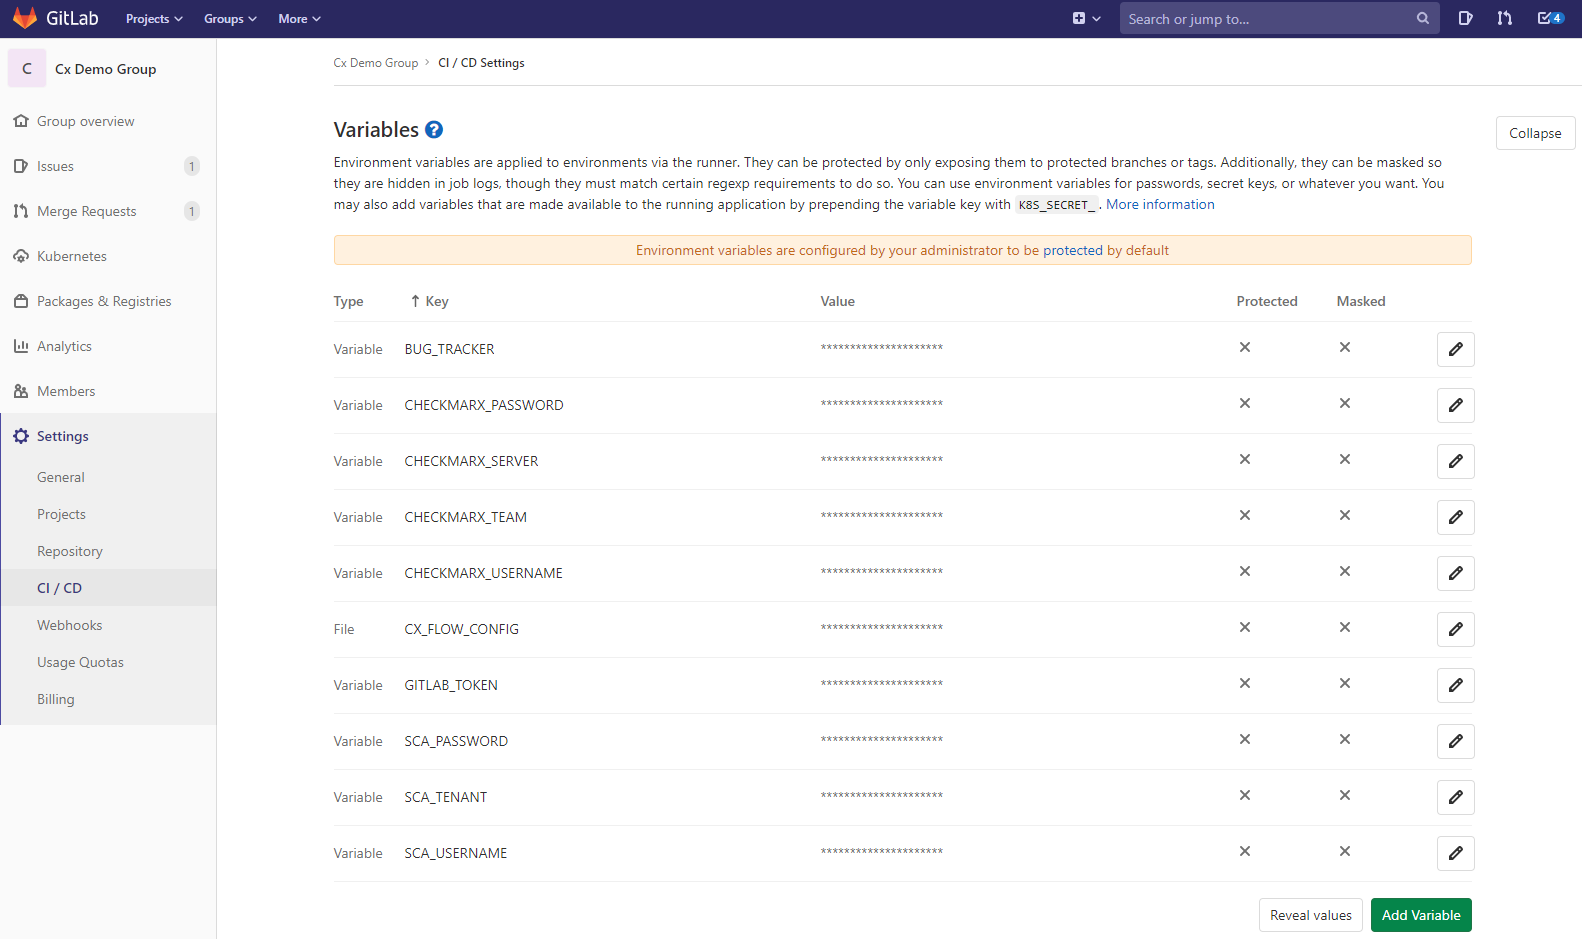 GitLab Projects Groups More Search or jump to... 4
C Cx Demo Group
Group overview
Issues 1
Merge Requests 1
Kubernetes
Packages & Registries
Analytics
Members
Settings
General
Projects
Repository
CI / CD
Webhooks
Usage Quotas
Billing
Cx Demo Group › CI / CD Settings
Variables ?
Collapse
Environment variables are applied to environments via the runner. They can be protected by only exposing them to protected branches or tags. Additionally, they can be masked so
they are hidden in job logs, though they must match certain regexp requirements to do so. You can use environment variables for passwords, secret keys, or whatever you want. You
may also add variables that are made available to the running application by prepending the variable key with K8S_SECRET_. More information
Environment variables are configured by your administrator to be protected by default
Type ↑ Key Value Protected Masked
Variable BUG_TRACKER *********************
Variable CHECKMARX_PASSWORD *********************
Variable CHECKMARX_SERVER *********************
Variable CHECKMARX_TEAM *********************
Variable CHECKMARX_USERNAME *********************
File CX_FLOW_CONFIG *********************
Variable GITLAB_TOKEN *********************
Variable SCA_PASSWORD *********************
Variable SCA_TENANT *********************
Variable SCA_USERNAME *********************
Reveal values Add Variable